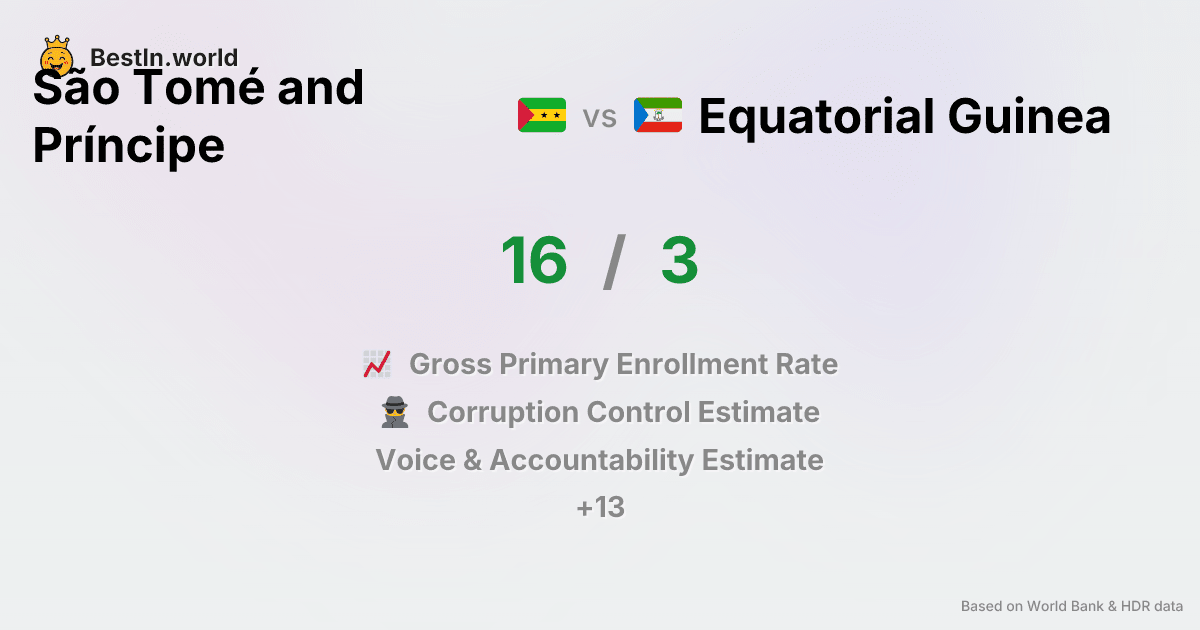 BestIn.world
São Tomé and
Príncipe
vs
Equatorial Guinea
16 / 3
Gross Primary Enrollment Rate
Corruption Control Estimate
Voice & Accountability Estimate
+13
Based on World Bank & HDR data